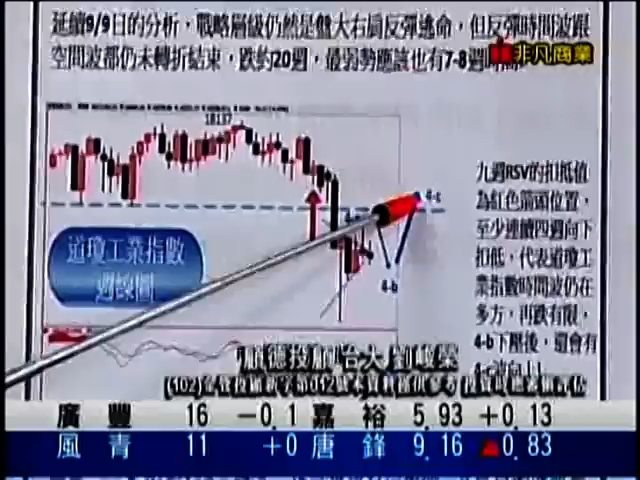 延續9/9日的分析，戰略層級仍然是盤大右肩反彈逃命，但反彈時間波跟
空間波都仍未轉折結束，跌約20週，最弱勢應該也有7-8週
非凡商業
18137
九週RSV的扣抵值
為紅色箭頭位置，
至少連續四週向下
扣低，代表道瓊工
業指數時間波仍在
多方，再跌有限，
4-b下壓後，還會有
4-c
4-b
道瓊工業指數
週線圖
廣豐 16 －0.1 嘉裕 5.93 ＋0.13
風青 11 +0 唐鋒 9.16 ▲0.83